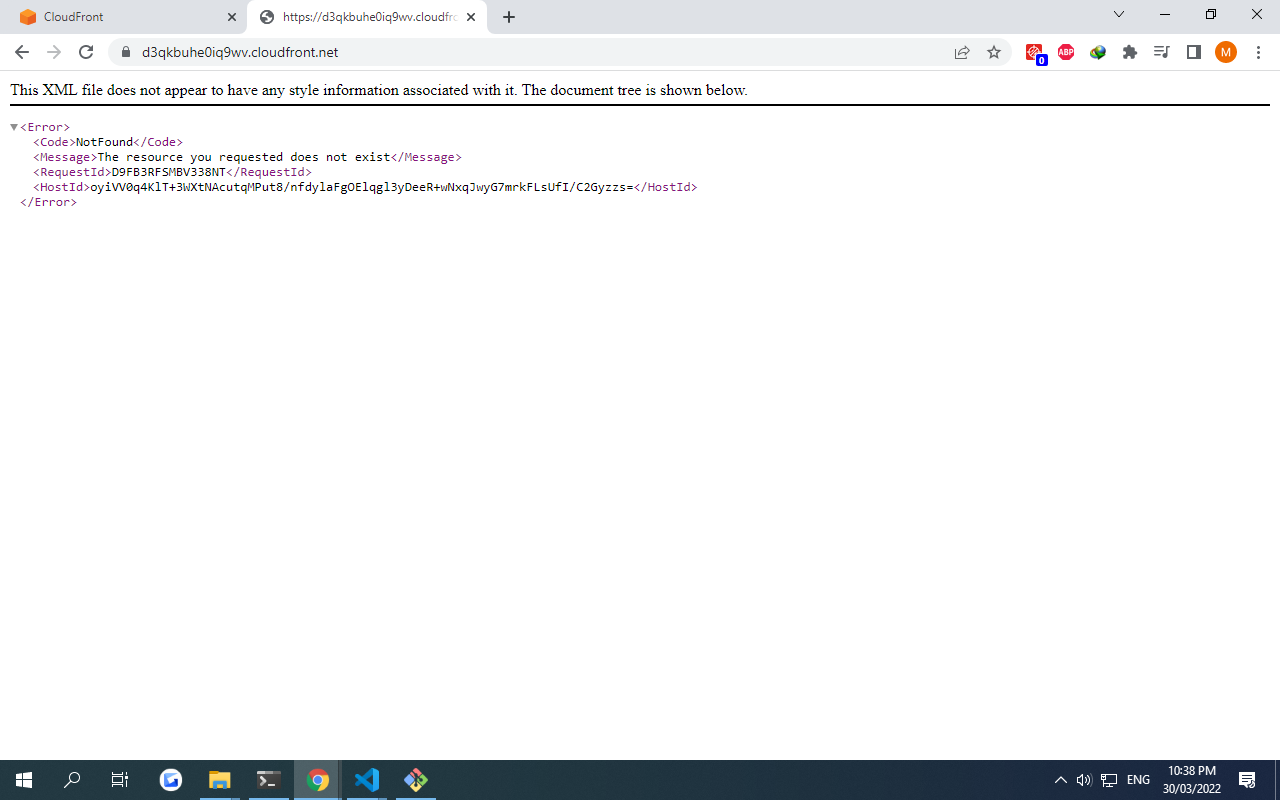 CloudFront
https://d3qkbuhe0iq9wv.cloudfro
d3qkbuhe0iq9wv.cloudfront.net
0
ABP
M
This XML file does not appear to have any style information associated with it. The document tree is shown below.
<Error>
<Code>NotFound</Code>
<Message>The resource you requested does not exist</Message>
<RequestId>D9FB3RFSMBV338NT</RequestId>
<HostId>oyiVV0q4KlT+3WXtNAcutqMPut8/nfdylaFgOElqgl3yDeeR+wNxqJwyG7mrkFLsUfI/C2Gyzzs=</HostId>
</Error>
ENG
10:38 PM
30/03/2022